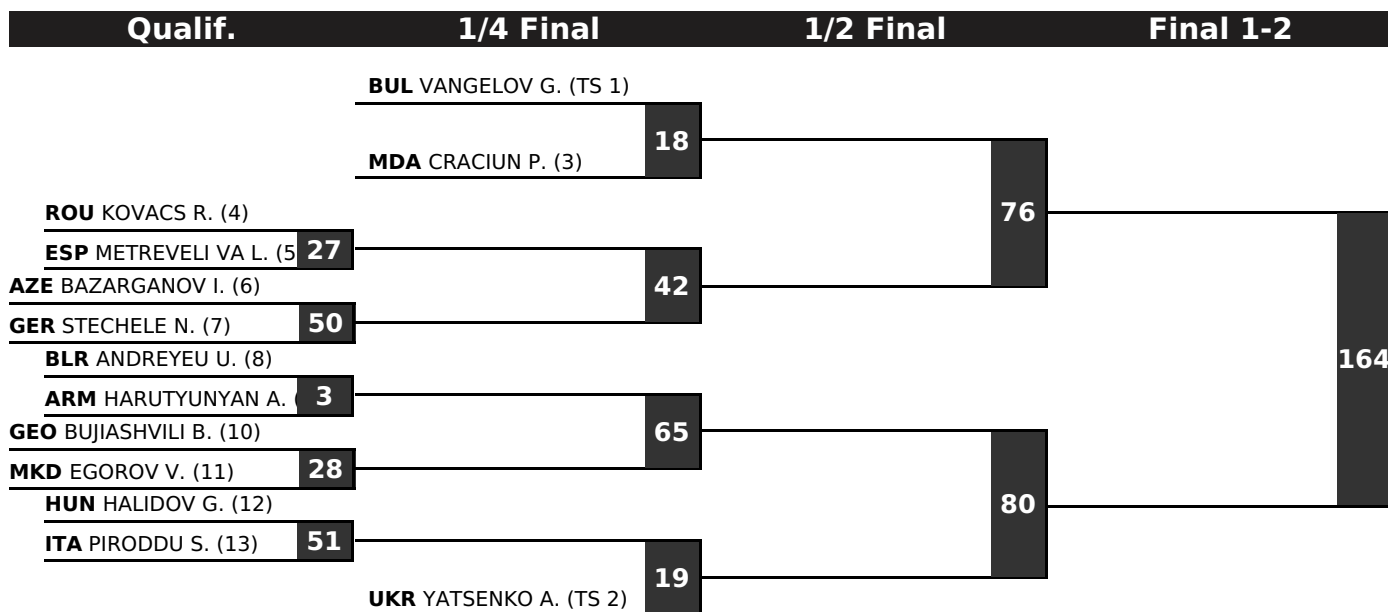 Qualif. 1/4 Final 1/2 Final Final 1-2
BUL VANGELOV G. (TS 1)
18
MDA CRACIUN P. (3)
ROU KOVACS R. (4)
76
ESP METREVELI VA L. (5 27
AZE BAZARGANOV I. (6)
42
GER STECHELE N. (7) 50
BLR ANDREYEU U. (8)
164
ARM HARUTYUNYAN A. ( 3
GEO BUJIASHVILI B. (10)
65
MKD EGOROV V. (11) 28
HUN HALIDOV G. (12)
80
ITA PIRODDU S. (13) 51
19
UKR YATSENKO A. (TS 2)